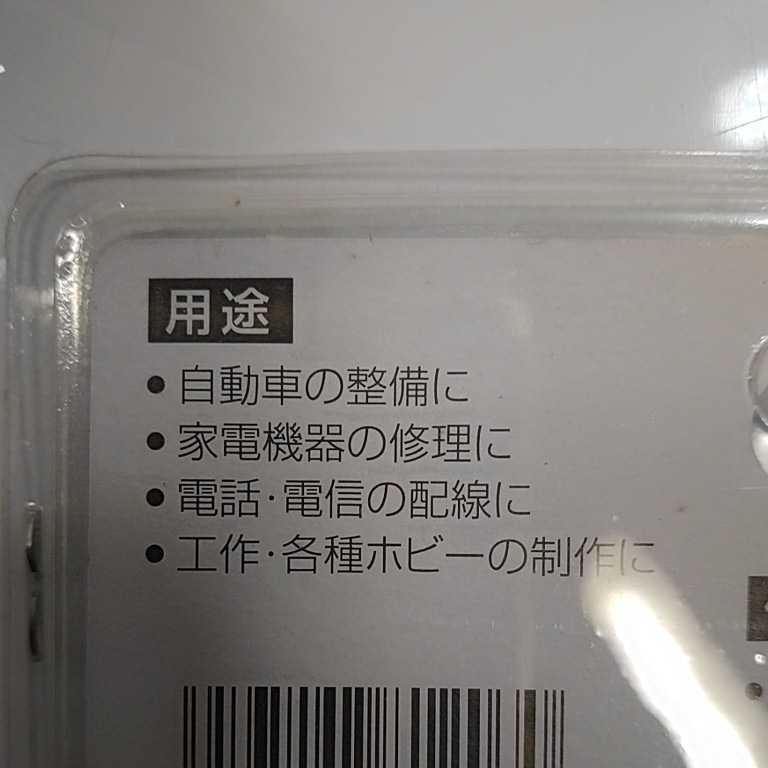 用途
● 自動車の整備に
● 家電機器の修理に
● 電話・電信の配線に
● 工作・各種ホビーの制作に